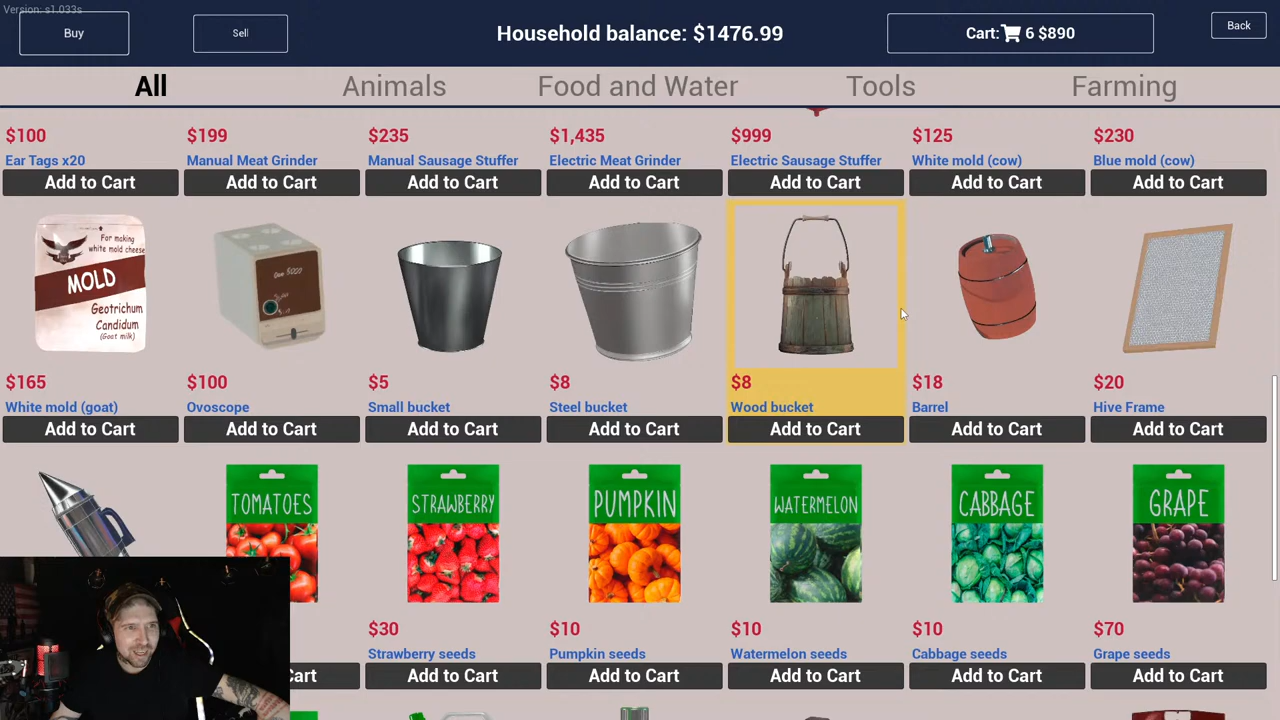 Version: s1.033s
Buy
Sell
Household balance: $1476.99
Cart: 6 $890
Back
All
Animals
Food and Water
Tools
Farming
$100
$199
$235
$1,435
$999
$125
$230
Ear Tags x20
Manual Meat Grinder
Manual Sausage Stuffer
Electric Meat Grinder
Electric Sausage Stuffer
White mold (cow)
Blue mold (cow)
Add to Cart
Add to Cart
Add to Cart
Add to Cart
Add to Cart
Add to Cart
Add to Cart
For making
white mold cheese
MOLD
Geotrichum
Candidum
(Goat milk)
$165
$100
$5
$8
$8
$18
$20
White mold (goat)
Ovoscope
Small bucket
Steel bucket
Wood bucket
Barrel
Hive Frame
Add to Cart
Add to Cart
Add to Cart
Add to Cart
Add to Cart
Add to Cart
Add to Cart
TOMATOES
STRAWBERRY
PUMPKIN
WATERMELON
CABBAGE
GRAPE
$30
$10
$10
$10
$70
Strawberry seeds
Pumpkin seeds
Watermelon seeds
Cabbage seeds
Grape seeds
Cart
Add to Cart
Add to Cart
Add to Cart
Add to Cart
Add to Cart